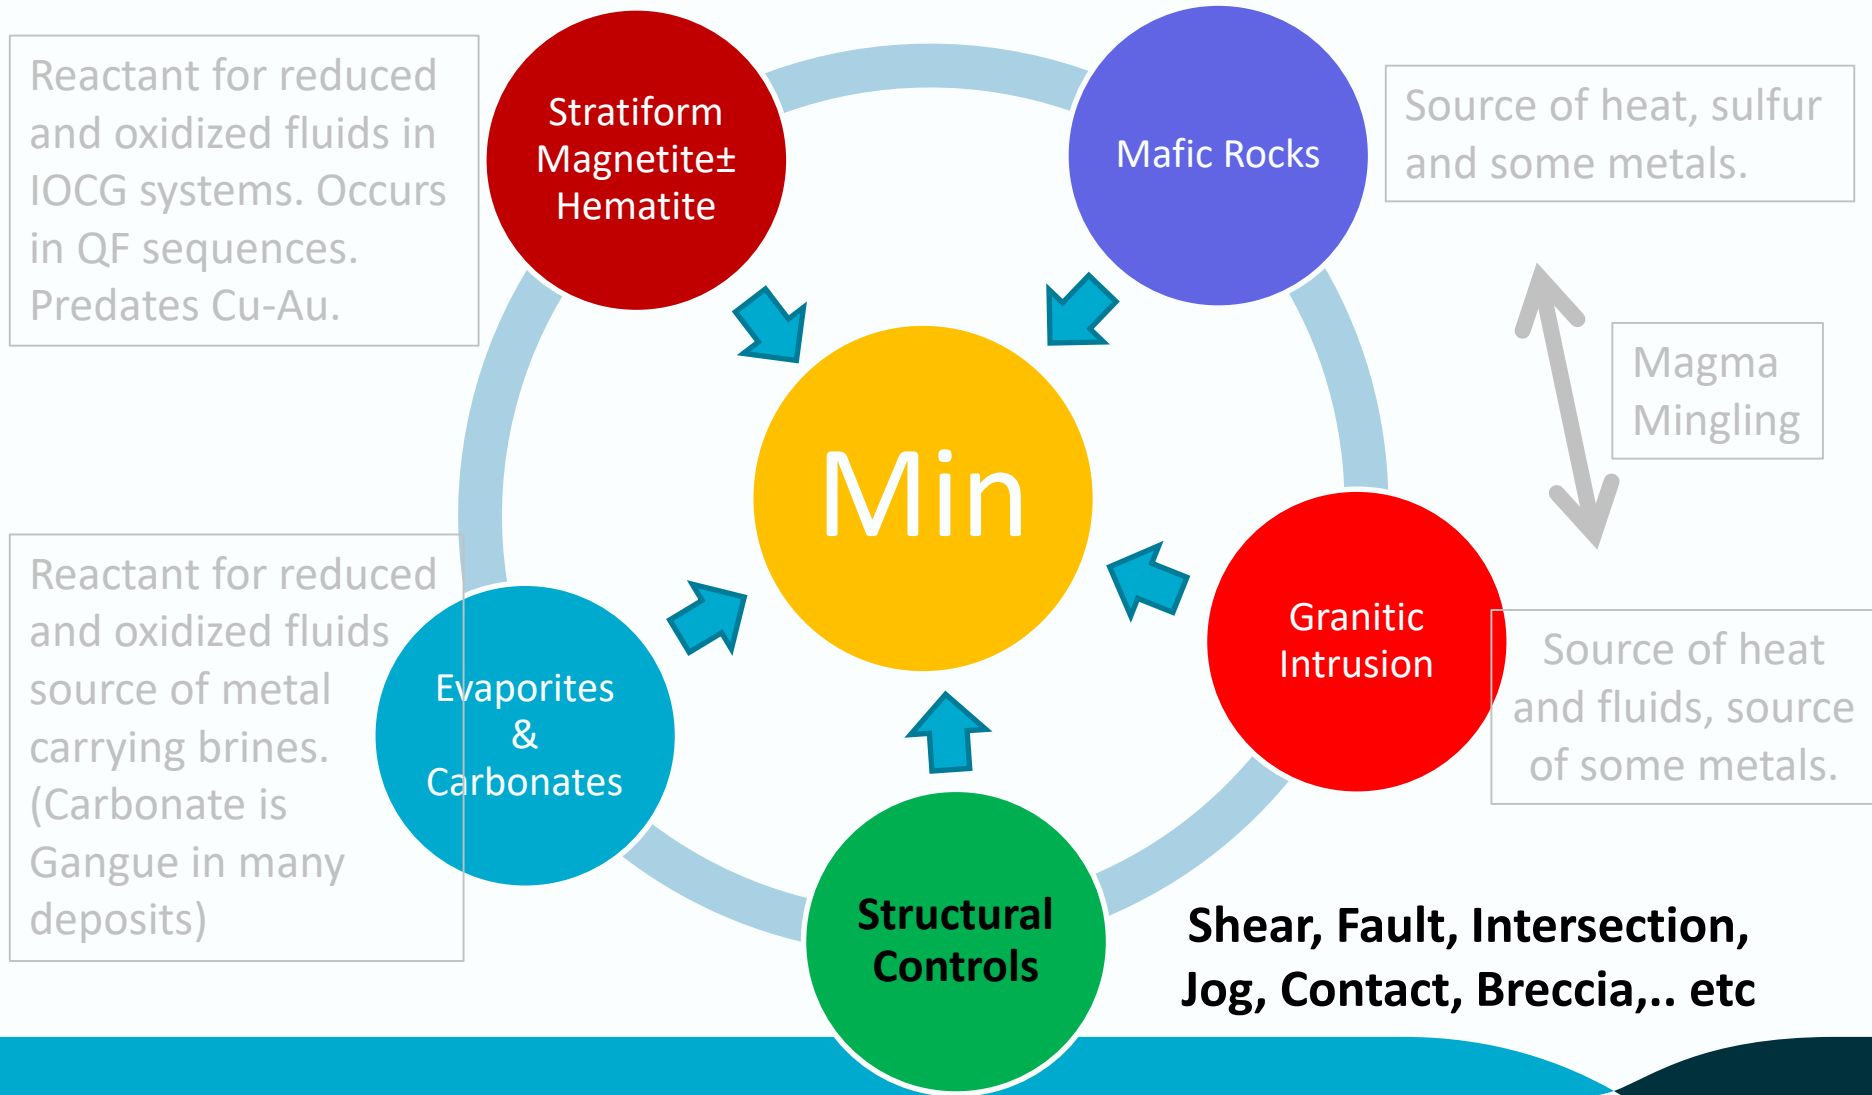 Reactant for reduced
and oxidized fluids in
IOCG systems. Occurs
in QF sequences.
Predates Cu-Au.
Stratiform
Magnetite±
Hematite
Mafic Rocks
Source of heat, sulfur
and some metals.
Magma
Mingling
Min
Reactant for reduced
and oxidized fluids
source of metal
carrying brines.
(Carbonate is
Gangue in many
deposits)
Evaporites
&
Carbonates
Granitic
Intrusion
Source of heat
and fluids, source
of some metals.
Structural
Controls
Shear, Fault, Intersection,
Jog, Contact, Breccia,.. etc